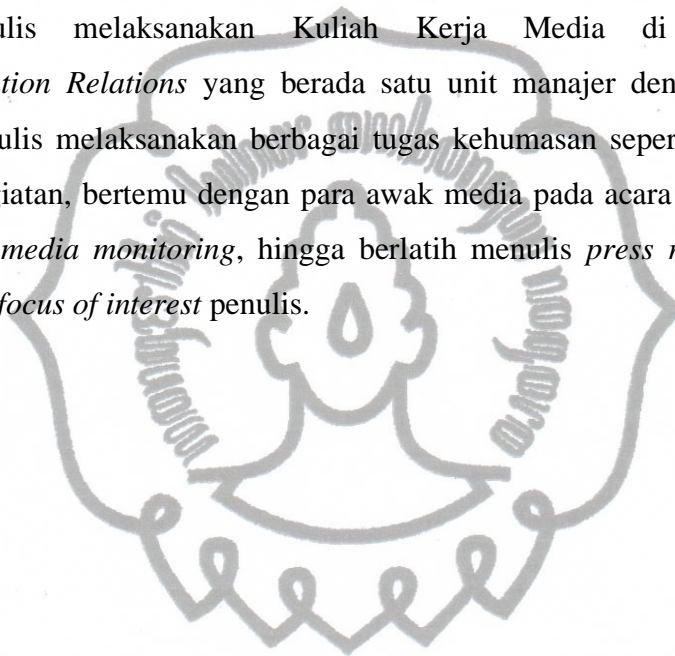 ulis melaksanakan Kuliah Kerja Media di
tion Relations yang berada satu unit manajer den
ulis melaksanakan berbagai tugas kehumasan seper
giatan, bertemu dengan para awak media pada acara
media monitoring, hingga berlatih menulis press r
focus of interest penulis.